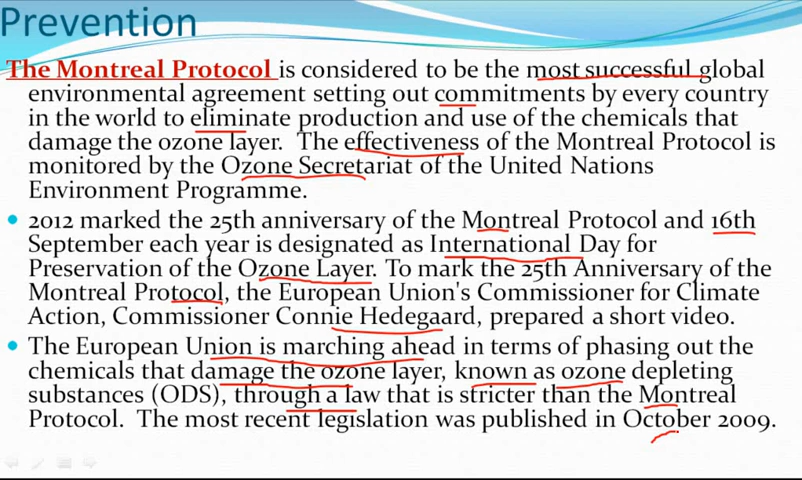 Prevention
The Montreal Protocol is considered to be the most successful global
environmental agreement setting out commitments by every country
in the world to eliminate production and use of the chemicals that
damage the ozone layer. The effectiveness of the Montreal Protocol is
monitored by the Ozone Secretariat of the United Nations
Environment Programme.
• 2012 marked the 25th anniversary of the Montreal Protocol and 16th
September each year is designated as International Day for
Preservation of the Ozone Layer. To mark the 25th Anniversary of the
Montreal Protocol, the European Union's Commissioner for Climate
Action, Commissioner Connie Hedegaard, prepared a short video.
• The European Union is marching ahead in terms of phasing out the
chemicals that damage the ozone layer, known as ozone depleting
substances (ODS), through a law that is stricter than the Montreal
Protocol. The most recent legislation was published in October 2009.